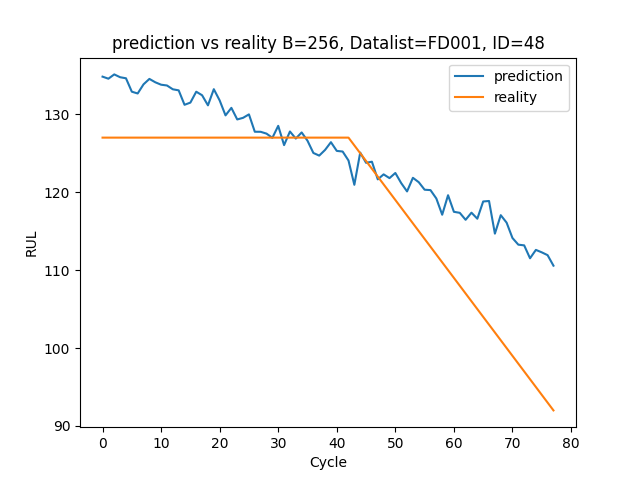 prediction vs reality B=256, Datalist=FD001, ID=48
prediction
reality
130
120
110
100
90
RUL
0 10 20 30 40 50 60 70 80
Cycle